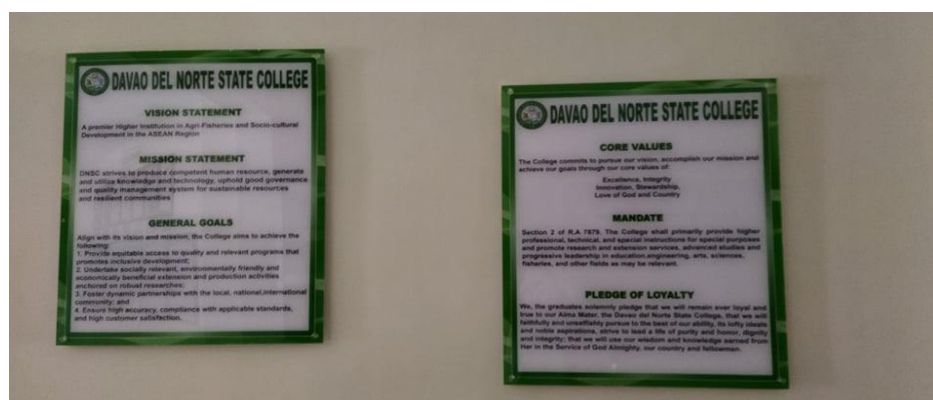 DAVAO DEL NORTE STATE COLLEGE
VISION STATEMENT
A premier Higher Institution in Agri-Fisheries and Socio-cultural
Development in the ASEAN Region
MISSION STATEMENT
DNSC strives to produce competent human resource, generate
and utilize knowledge and technology, uphold good governance
and quality management system for sustainable resources
and resilient communities
GENERAL GOALS
Align with its vision and mission, the College aims to achieve the
following:
1. Provide equitable access to quality and relevant programs that
promotes inclusive development;
2. Undertake socially relevant, environmentally friendly and
economically beneficial extension and production activities
anchored on robust researches;
3. Foster dynamic partnerships with the local, national,international
community; and
4. Ensure high accuracy, compliance with applicable standards,
and high customer satisfaction.
DAVAO DEL NORTE STATE COLLEGE
CORE VALUES
The College commits to pursue our vision, accomplish our mission and
achieve our goals through our core values of:
Excellence, Integrity
Innovation, Stewardship,
Love of God and Country
MANDATE
Section 2 of R.A 7879. The College shall primarily provide higher
professional, technical, and special instructions for special purposes
and promote research and extension services, advanced studies and
progressive leadership in education,engineering, arts, sciences,
fisheries, and other fields as may be relevant.
PLEDGE OF LOYALTY
We, the graduates solemnly pledge that we will remain ever loyal and
true to our Alma Mater, the Davao del Norte State College, that we will
faithfully and unselfishly pursue to the best of our ability, its lofty ideals
and noble aspirations, strive to lead a life of purity and honor, dignity
and integrity; that we will use our wisdom and knowledge earned from
Her in the Service of God Almighty, our country and fellowmen.